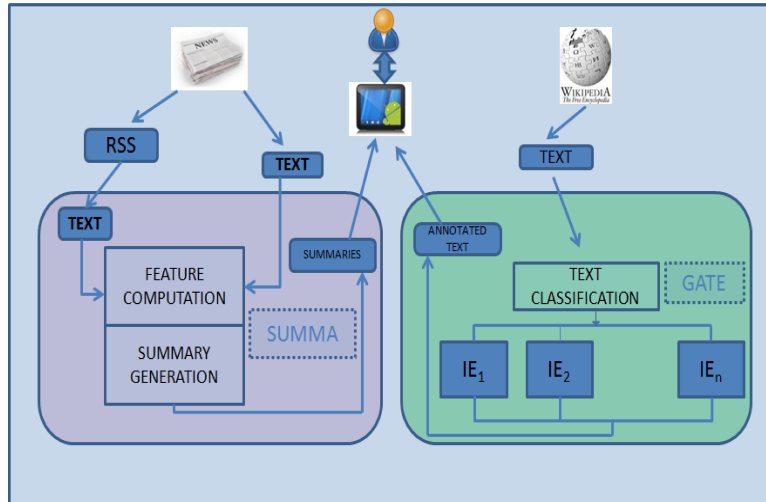 NEWS
WIKIPEDIA
The Free Encyclopedia
RSS
TEXT
TEXT
TEXT
ANNOTATED
TEXT
SUMMARIES
FEATURE
COMPUTATION
TEXT
CLASSIFICATION
GATE
SUMMA
SUMMARY
GENERATION
IE1
IE2
IEn